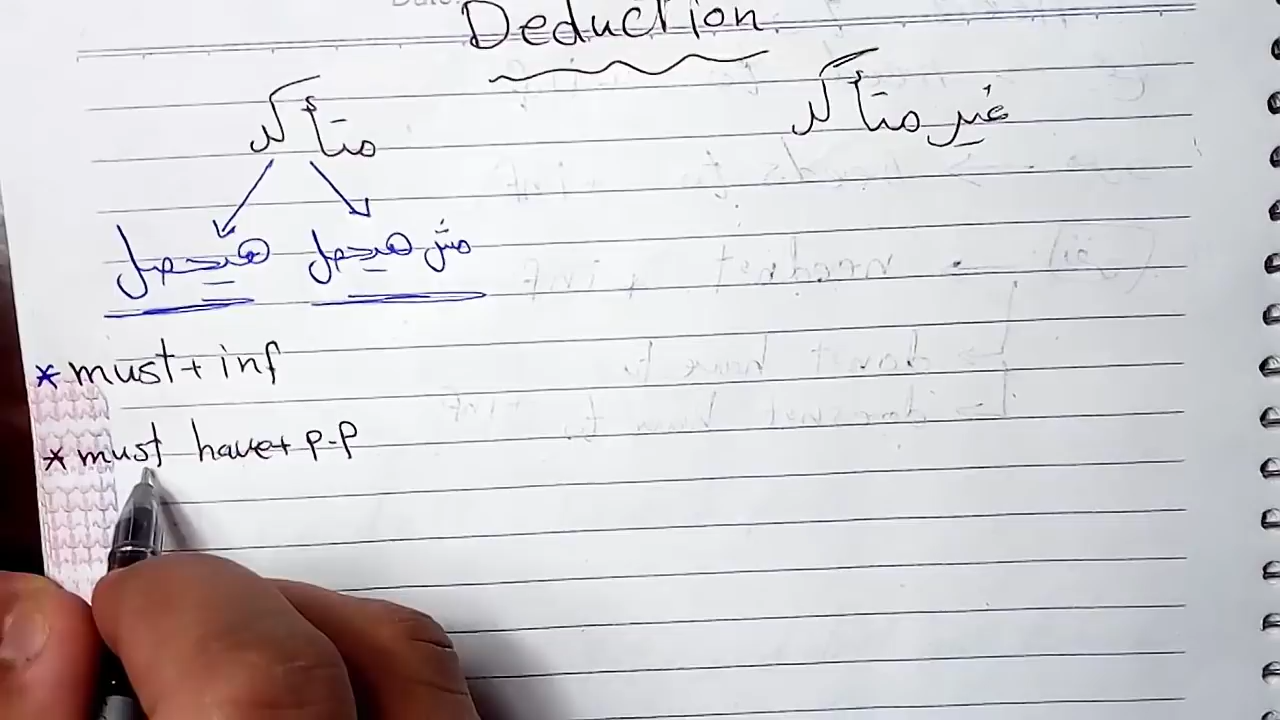 Deduction
متأكد
غير متأكد
هيحصل
مش هيحصل
* must + inf
* must have + p.p